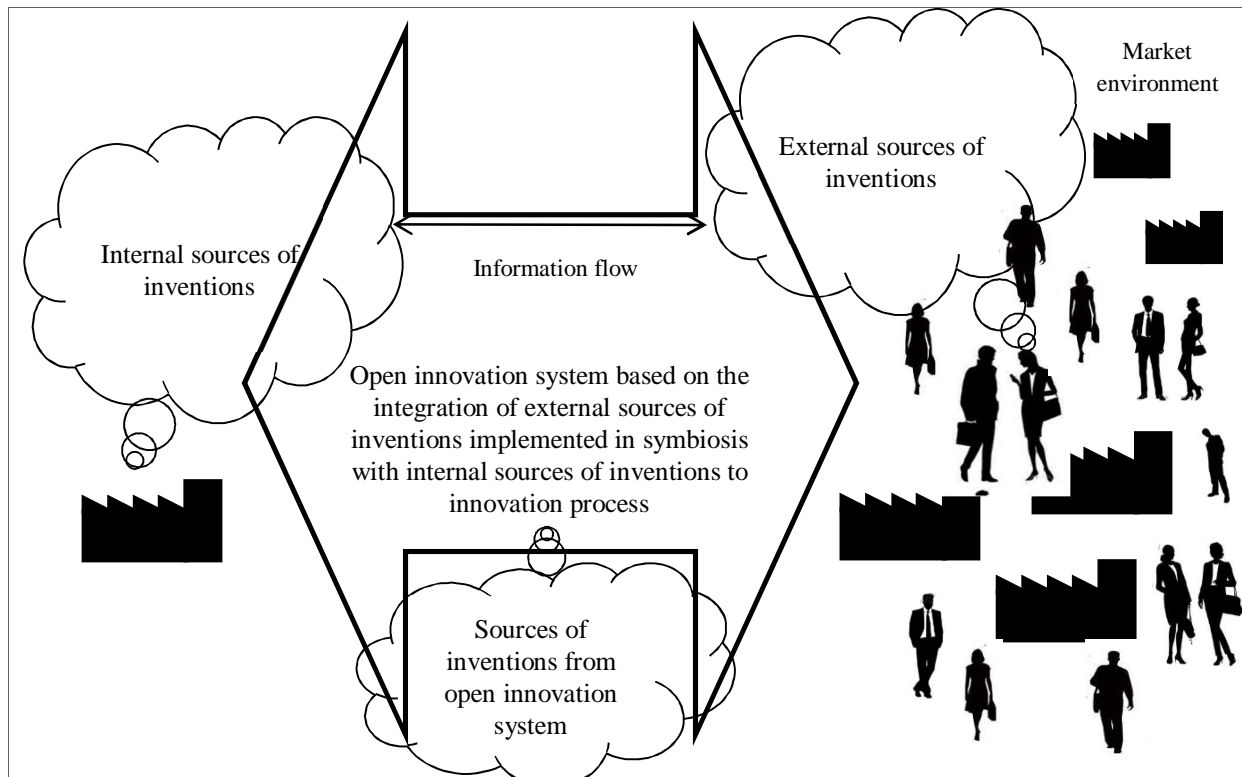 Market
environment
External sources of
inventions
Internal sources of
inventions
Information flow
Open innovation system based on the
integration of external sources of
inventions implemented in symbiosis
with internal sources of inventions to
innovation process
Sources of
inventions from
open innovation
system